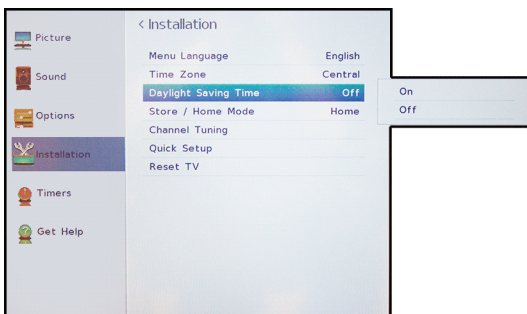 Picture
Sound
Options
Installation
Timers
Get Help
< Installation
Menu Language English
Time Zone Central
Daylight Saving Time Off
Store / Home Mode Home
Channel Tuning
Quick Setup
Reset TV
On
Off